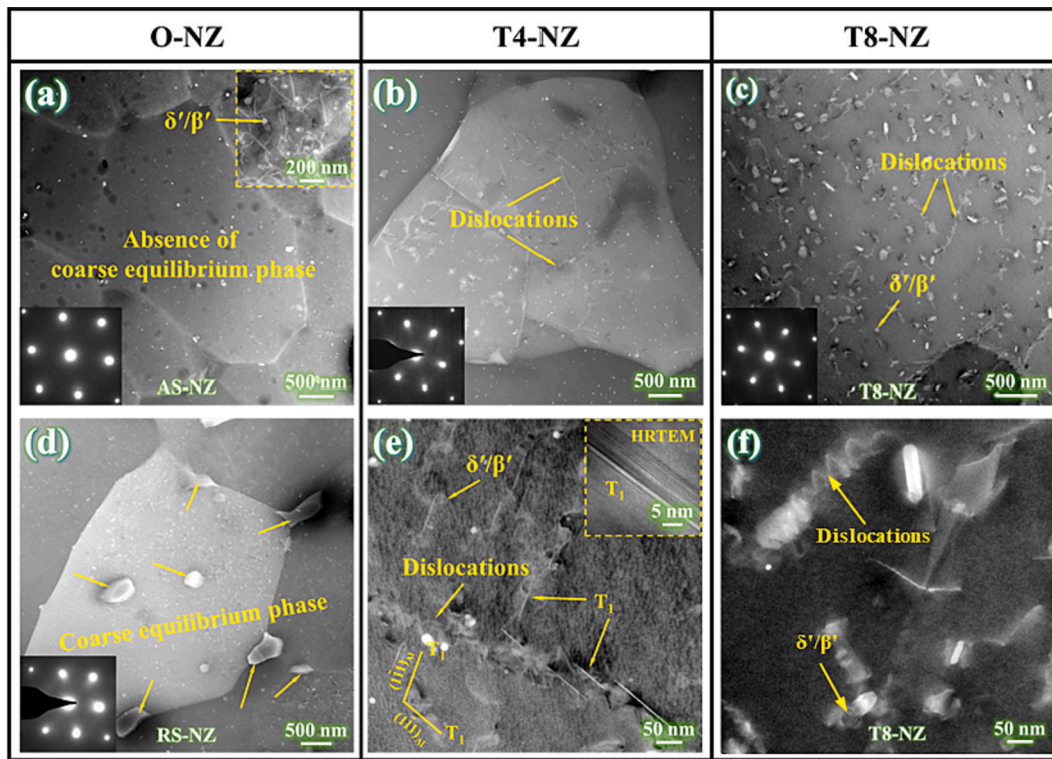 O-NZ
T4-NZ
T8-NZ
(a)
δ′/β′
200 nm
Absence of
coarse equilibrium phase
AS-NZ
500 nm
(b)
Dislocations
500 nm
(c)
Dislocations
δ′/β′
T8-NZ
500 nm
(d)
Coarse equilibrium phase
RS-NZ
500 nm
(e)
δ′/β′
HRTEM
T₁
5 nm
Dislocations
T₁
T₁
T₁
50 nm
(f)
Dislocations
δ′/β′
T8-NZ
50 nm